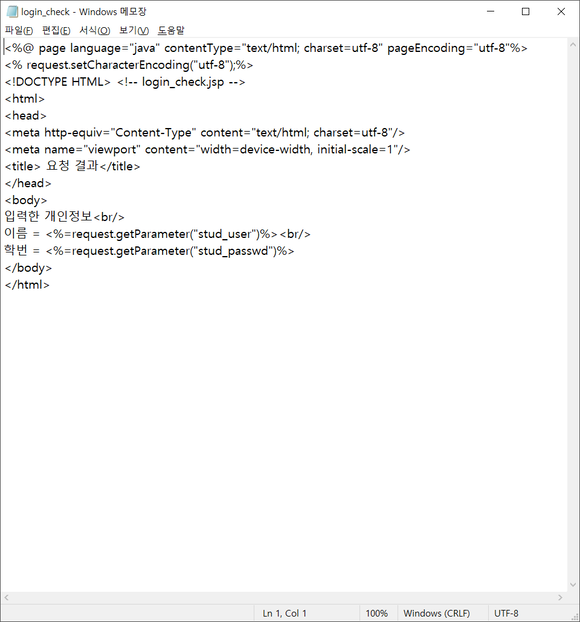 login_check - Windows 메모장
파일(F) 편집(E) 서식(O) 보기(V) 도움말
<%@ page language="java" contentType="text/html; charset=utf-8" pageEncoding="utf-8"%>
<% request.setCharacterEncoding("utf-8");%>
<!DOCTYPE HTML> <!-- login_check.jsp -->
<html>
<head>
<meta http-equiv="Content-Type" content="text/html; charset=utf-8"/>
<meta name="viewport" content="width=device-width, initial-scale=1"/>
<title> 요청 결과</title>
</head>
<body>
입력한 개인정보<br/>
이름 = <%=request.getParameter("stud_user")%><br/>
학번 = <%=request.getParameter("stud_passwd")%>
</body>
</html>
Ln 1, Col 1 100% Windows (CRLF) UTF-8